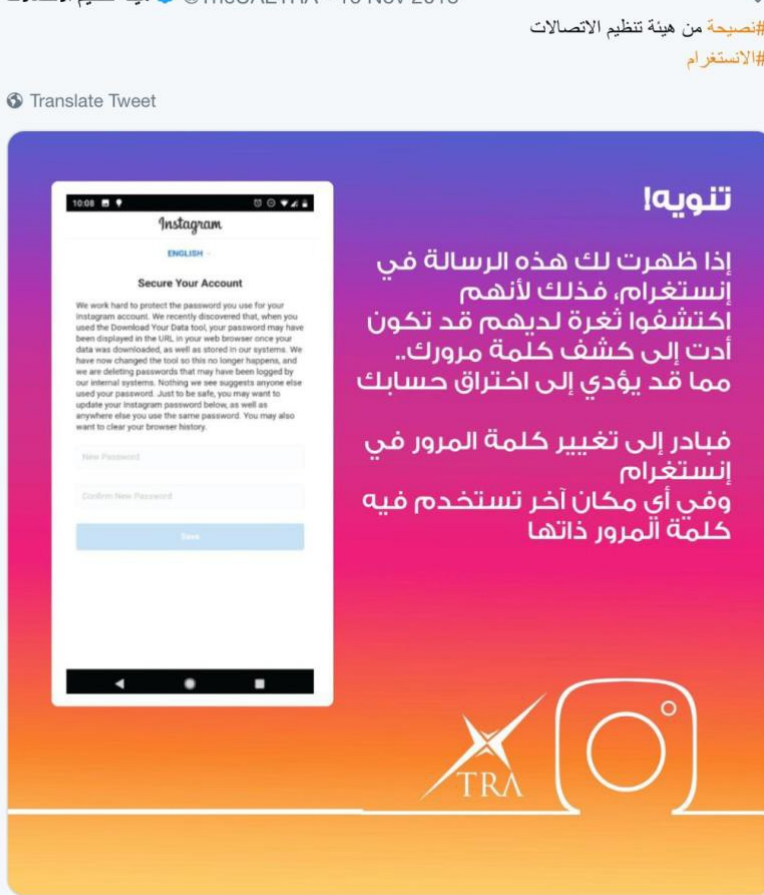 #نصيحة من هيئة تنظيم الاتصالات
#الانستغرام
Translate Tweet
تنويه!
إذا ظهرت لك هذه الرسالة في
إنستغرام، فذلك لأنهم
اكتشفوا ثغرة لديهم قد تكون
أدت إلى كشف كلمة مرورك..
مما قد يؤدي إلى اختراق حسابك
فبادر إلى تغيير كلمة المرور في
إنستغرام
وفي أي مكان آخر تستخدم فيه
كلمة المرور ذاتها
10:08
Instagram
ENGLISH
Secure Your Account
We work hard to protect the password you use for your
Instagram account. We recently discovered that, when you
used the Download Your Data tool, your password may have
been displayed in the URL in your web browser once your
data was downloaded, as well as stored in our systems. We
have now changed the tool so this no longer happens, and
we are deleting passwords that may have been logged by
our internal systems. Nothing we see suggests anyone else
used your password. Just to be safe, you may want to
update your Instagram password below, as well as
anywhere else you use the same password. You may also
want to clear your browser history.
New Password
Confirm New Password
Save
TRA